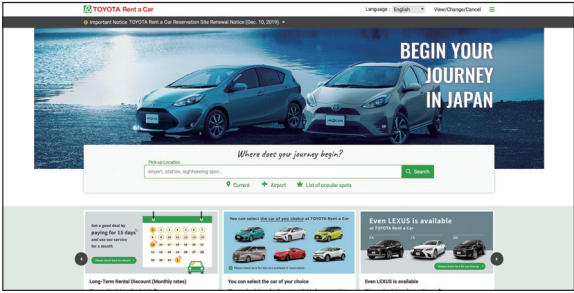 TOYOTA Rent a Car
Language : English
View/Change/Cancel
Important Notice TOYOTA Rent a Car Reservation Site Renewal Notice (Dec. 10, 2019)
BEGIN YOUR
JOURNEY
IN JAPAN
AQUA
Where does your journey begin?
Pick-up Location
airport, station, sightseeing spot...
Search
Current
Airport
List of popular spots
Get a good deal by
paying for 15 days
and use our service
for a month
Long-Term Rental Discount (Monthly rates)
You can select the car of you choice at TOYOTA Rent a Car
You can select the car of your choice
Even LEXUS is available
at TOYOTA Rent a Car
Even LEXUS is available